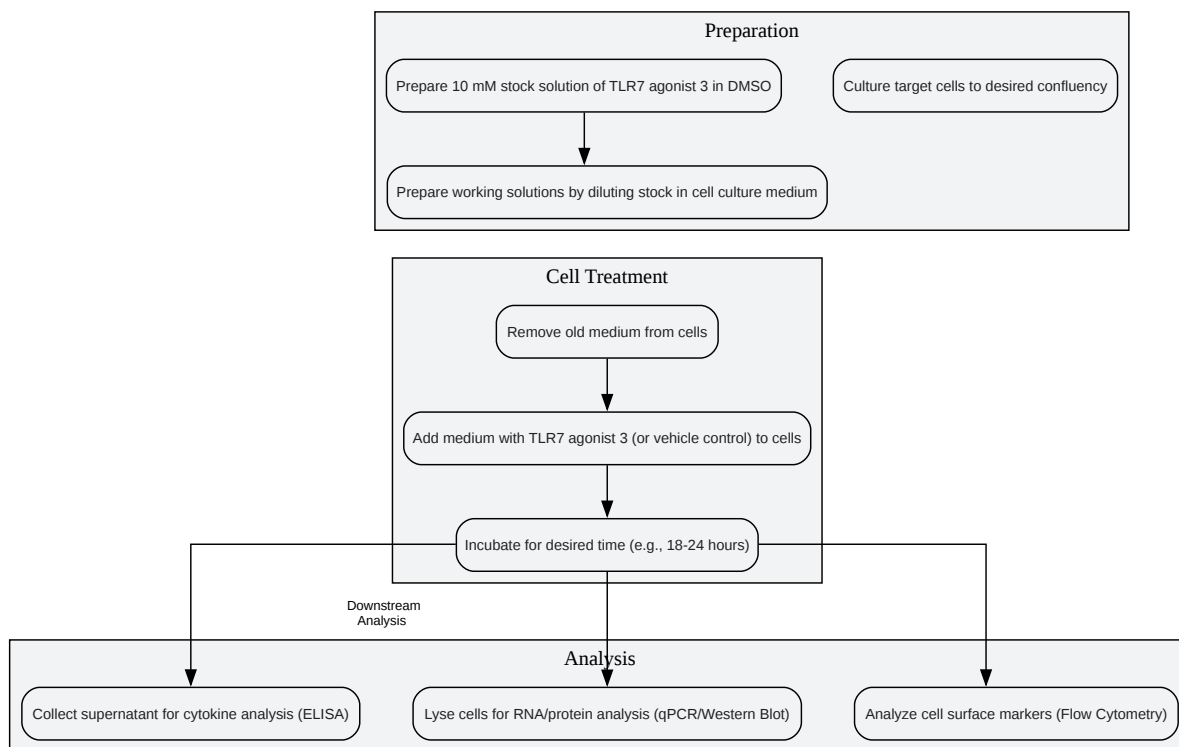 Preparation
Prepare 10 mM stock solution of TLR7 agonist 3 in DMSO
Culture target cells to desired confluency
Prepare working solutions by diluting stock in cell culture medium
Cell Treatment
Remove old medium from cells
Add medium with TLR7 agonist 3 (or vehicle control) to cells
Incubate for desired time (e.g., 18-24 hours)
Downstream
Analysis
Analysis
Collect supernatant for cytokine analysis (ELISA)
Lyse cells for RNA/protein analysis (qPCR/Western Blot)
Analyze cell surface markers (Flow Cytometry)